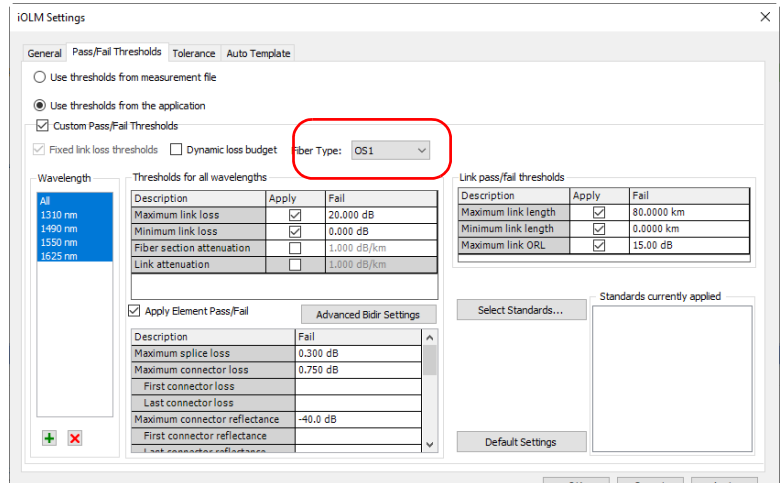 iOLM Settings
General Pass/Fail Thresholds Tolerance Auto Template
Use thresholds from measurement file
Use thresholds from the application
Custom Pass/Fail Thresholds
Fixed link loss thresholds Dynamic loss budget Fiber Type: OS1
Wavelength
All
1310 nm
1490 nm
1550 nm
1625 nm
Thresholds for all wavelengths
Description Apply Fail
Maximum link loss 20.000 dB
Minimum link loss 0.000 dB
Fiber section attenuation 1.000 dB/km
Link attenuation 1.000 dB/km
Link pass/fail thresholds
Description Apply Fail
Maximum link length 80.0000 km
Minimum link length 0.0000 km
Maximum link ORL 15.00 dB
Apply Element Pass/Fail Advanced Bidir Settings
Description Fail
Maximum splice loss 0.300 dB
Maximum connector loss 0.750 dB
First connector loss
Last connector loss
Maximum connector reflectance -40.0 dB
First connector reflectance
Last connector reflectance
Select Standards...
Standards currently applied
Default Settings